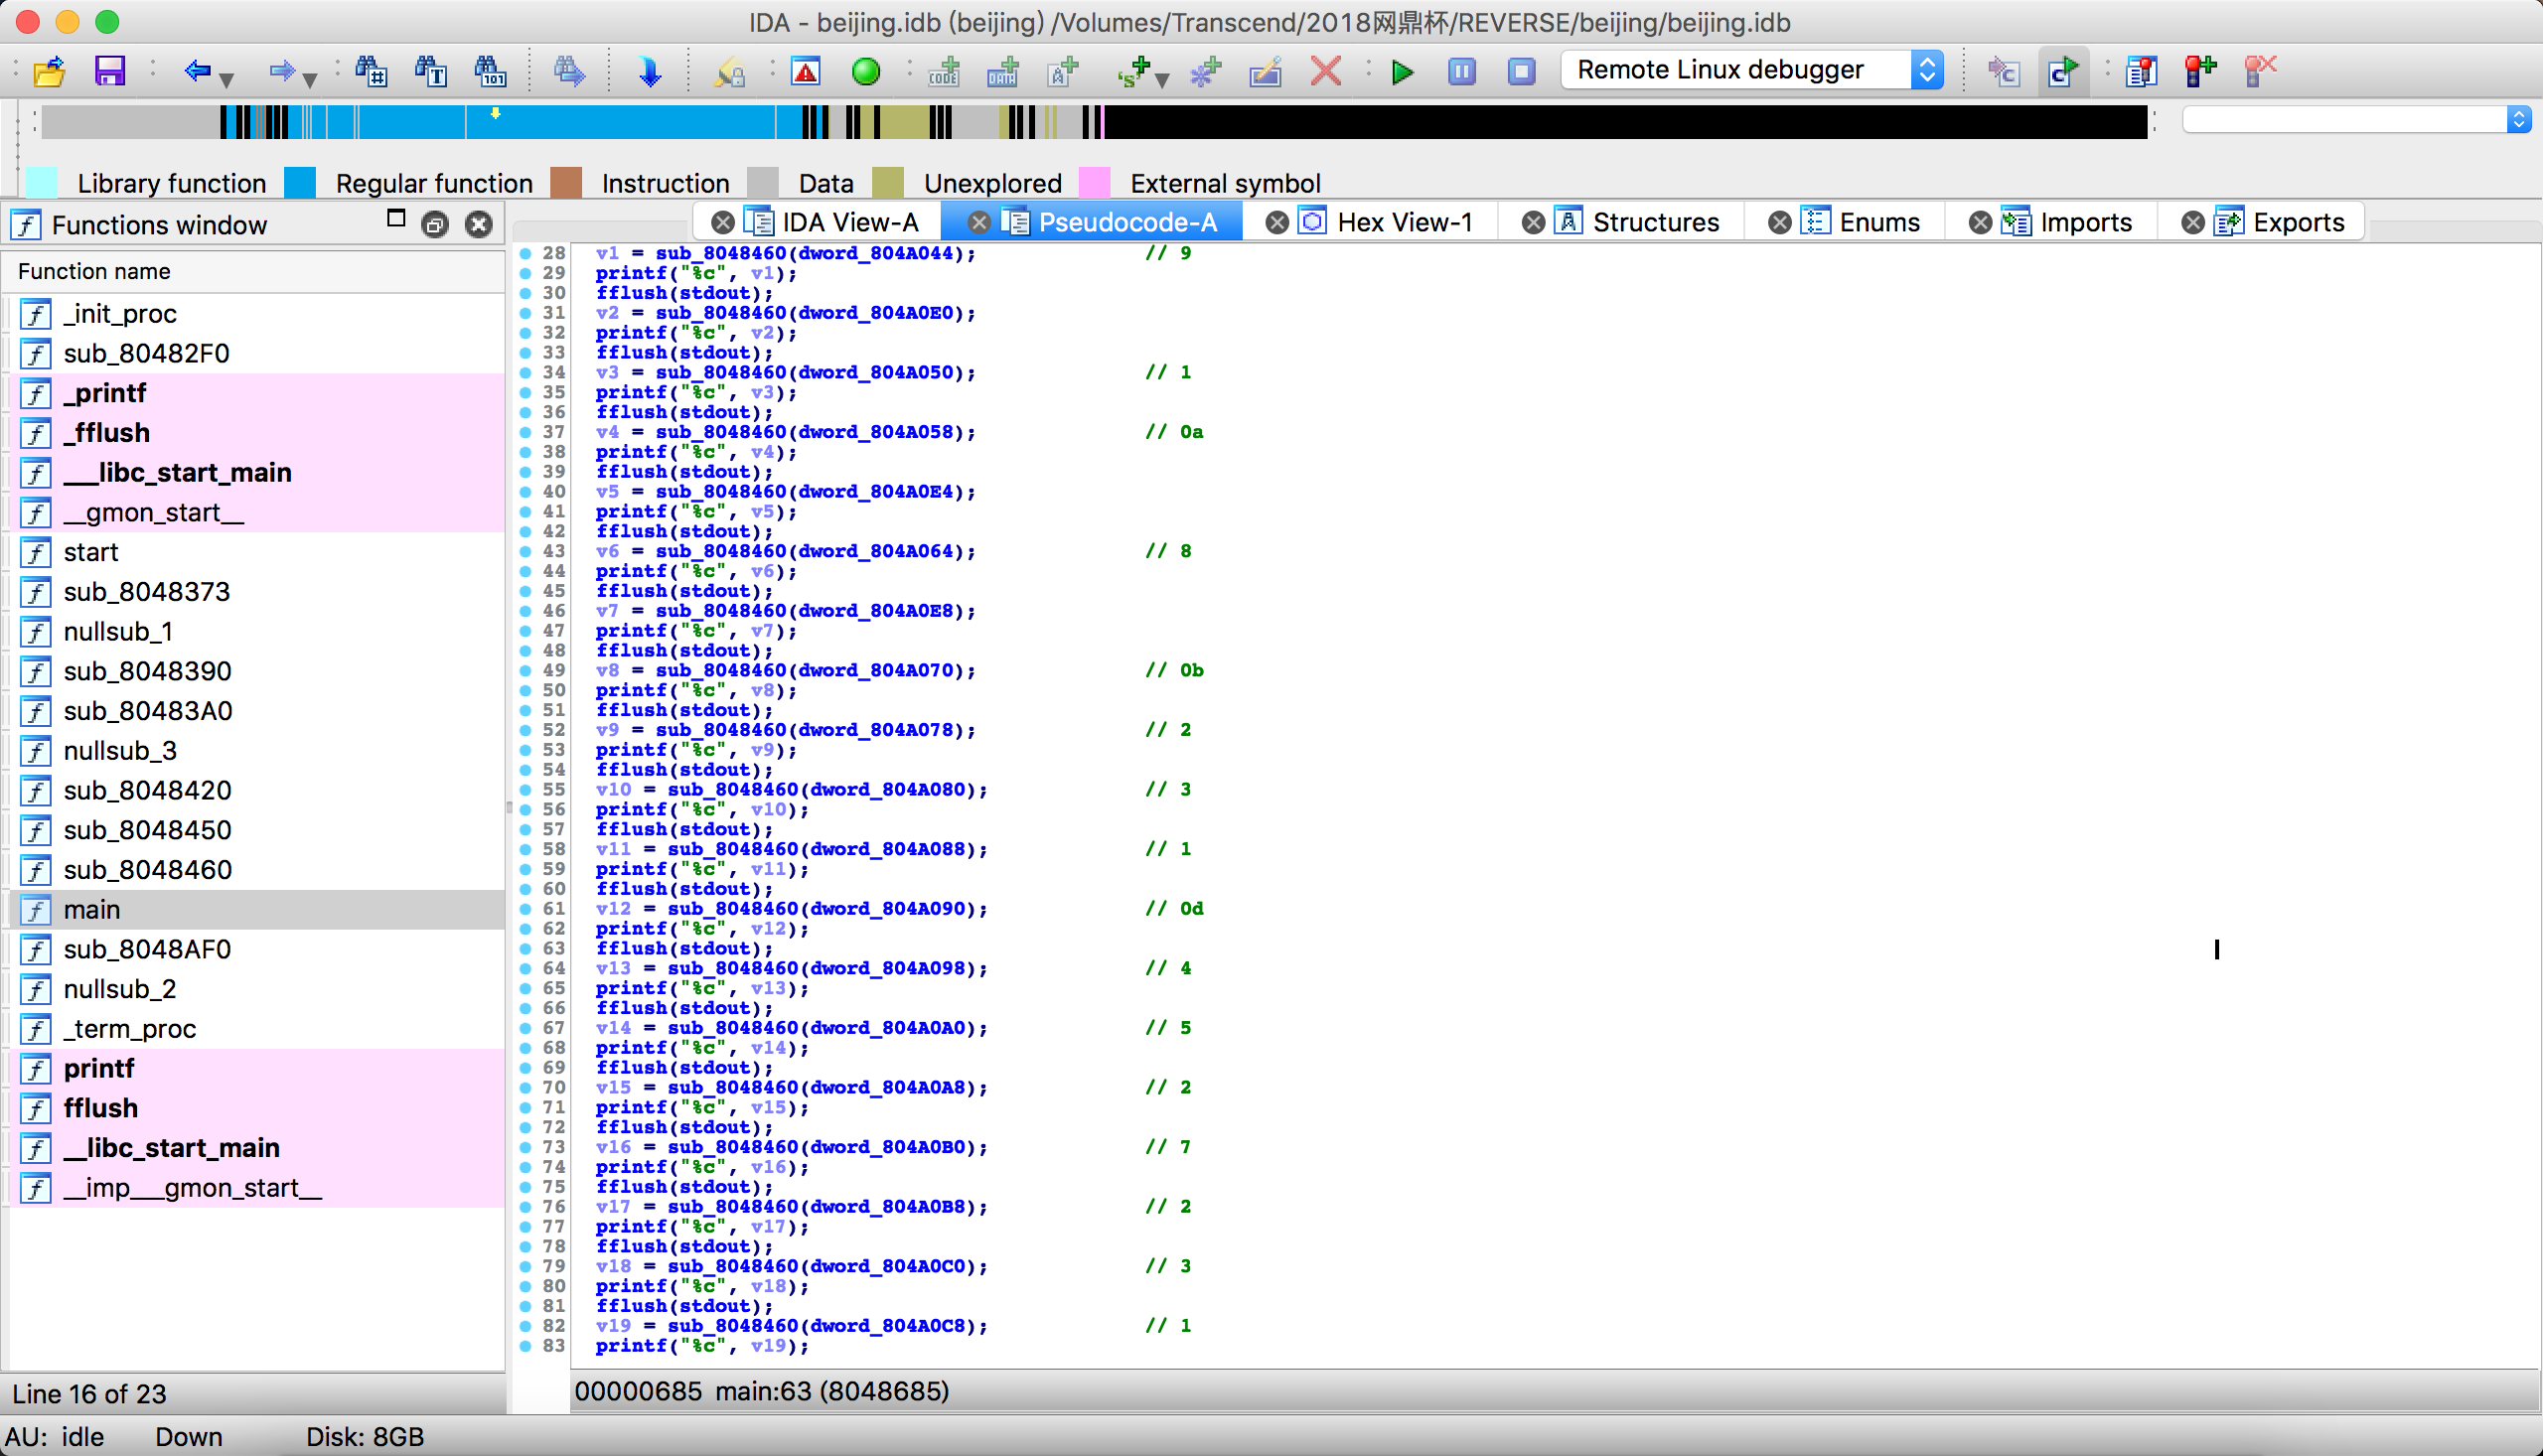 IDA - beijing.idb (beijing) /Volumes/Transcend/2018网鼎杯/REVERSE/beijing/beijing.idb
Remote Linux debugger
Library function Regular function Instruction Data Unexplored External symbol
Functions window
IDA View-A Pseudocode-A Hex View-1 Structures Enums Imports Exports
Function name
_init_proc
sub_80482F0
_printf
_fflush
___libc_start_main
__gmon_start__
start
sub_8048373
nullsub_1
sub_8048390
sub_80483A0
nullsub_3
sub_8048420
sub_8048450
sub_8048460
main
sub_8048AF0
nullsub_2
_term_proc
printf
fflush
__libc_start_main
__imp___gmon_start__
Line 16 of 23
28 v1 = sub_8048460(dword_804A044); // 9
29 printf("%c", v1);
30 fflush(stdout);
31 v2 = sub_8048460(dword_804A0E0);
32 printf("%c", v2);
33 fflush(stdout);
34 v3 = sub_8048460(dword_804A050); // 1
35 printf("%c", v3);
36 fflush(stdout);
37 v4 = sub_8048460(dword_804A058); // 0a
38 printf("%c", v4);
39 fflush(stdout);
40 v5 = sub_8048460(dword_804A0E4);
41 printf("%c", v5);
42 fflush(stdout);
43 v6 = sub_8048460(dword_804A064); // 8
44 printf("%c", v6);
45 fflush(stdout);
46 v7 = sub_8048460(dword_804A0E8);
47 printf("%c", v7);
48 fflush(stdout);
49 v8 = sub_8048460(dword_804A070); // 0b
50 printf("%c", v8);
51 fflush(stdout);
52 v9 = sub_8048460(dword_804A078); // 2
53 printf("%c", v9);
54 fflush(stdout);
55 v10 = sub_8048460(dword_804A080); // 3
56 printf("%c", v10);
57 fflush(stdout);
58 v11 = sub_8048460(dword_804A088); // 1
59 printf("%c", v11);
60 fflush(stdout);
61 v12 = sub_8048460(dword_804A090); // 0d
62 printf("%c", v12);
63 fflush(stdout);
64 v13 = sub_8048460(dword_804A098); // 4
65 printf("%c", v13);
66 fflush(stdout);
67 v14 = sub_8048460(dword_804A0A0); // 5
68 printf("%c", v14);
69 fflush(stdout);
70 v15 = sub_8048460(dword_804A0A8); // 2
71 printf("%c", v15);
72 fflush(stdout);
73 v16 = sub_8048460(dword_804A0B0); // 7
74 printf("%c", v16);
75 fflush(stdout);
76 v17 = sub_8048460(dword_804A0B8); // 2
77 printf("%c", v17);
78 fflush(stdout);
79 v18 = sub_8048460(dword_804A0C0); // 3
80 printf("%c", v18);
81 fflush(stdout);
82 v19 = sub_8048460(dword_804A0C8); // 1
83 printf("%c", v19);
00000685 main:63 (8048685)
AU: idle Down Disk: 8GB